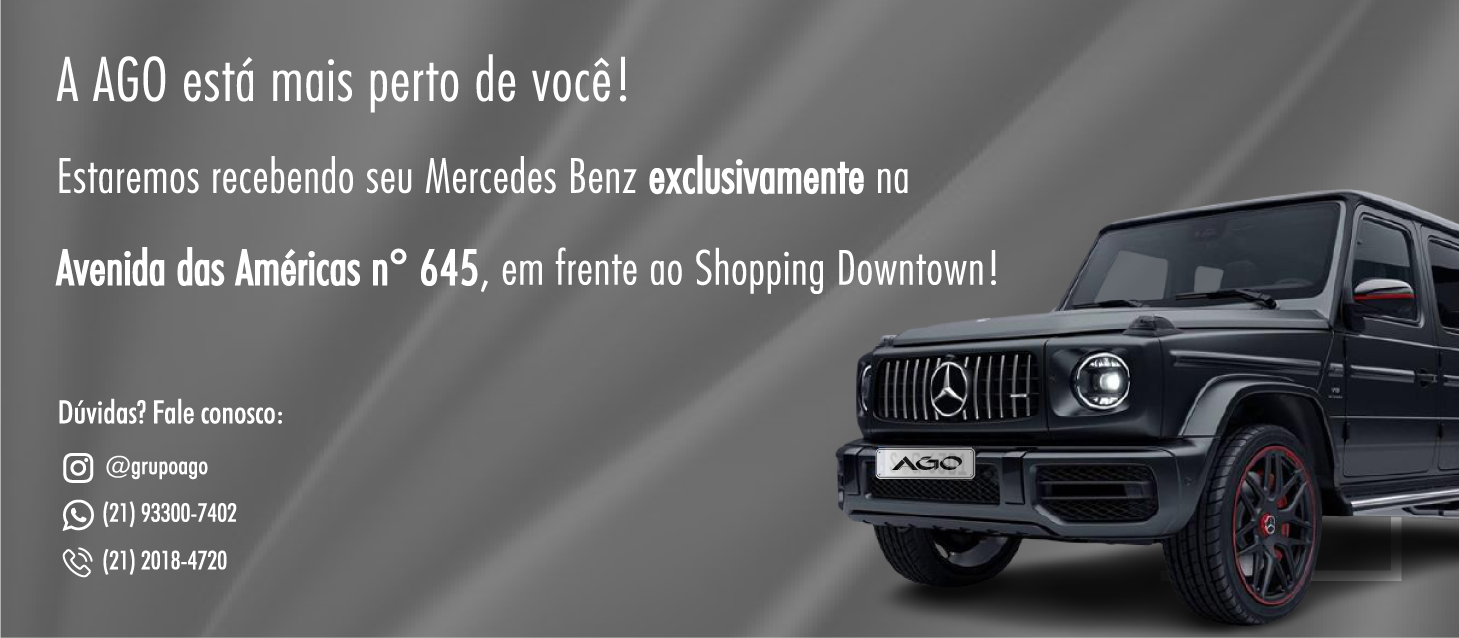 A AGO está mais perto de você!
Estaremos recebendo seu Mercedes Benz exclusivamente na
Avenida das Américas n° 645, em frente ao Shopping Downtown!
Dúvidas? Fale conosco:
@grupoago
(21) 93300-7402
(21) 2018-4720
AGO